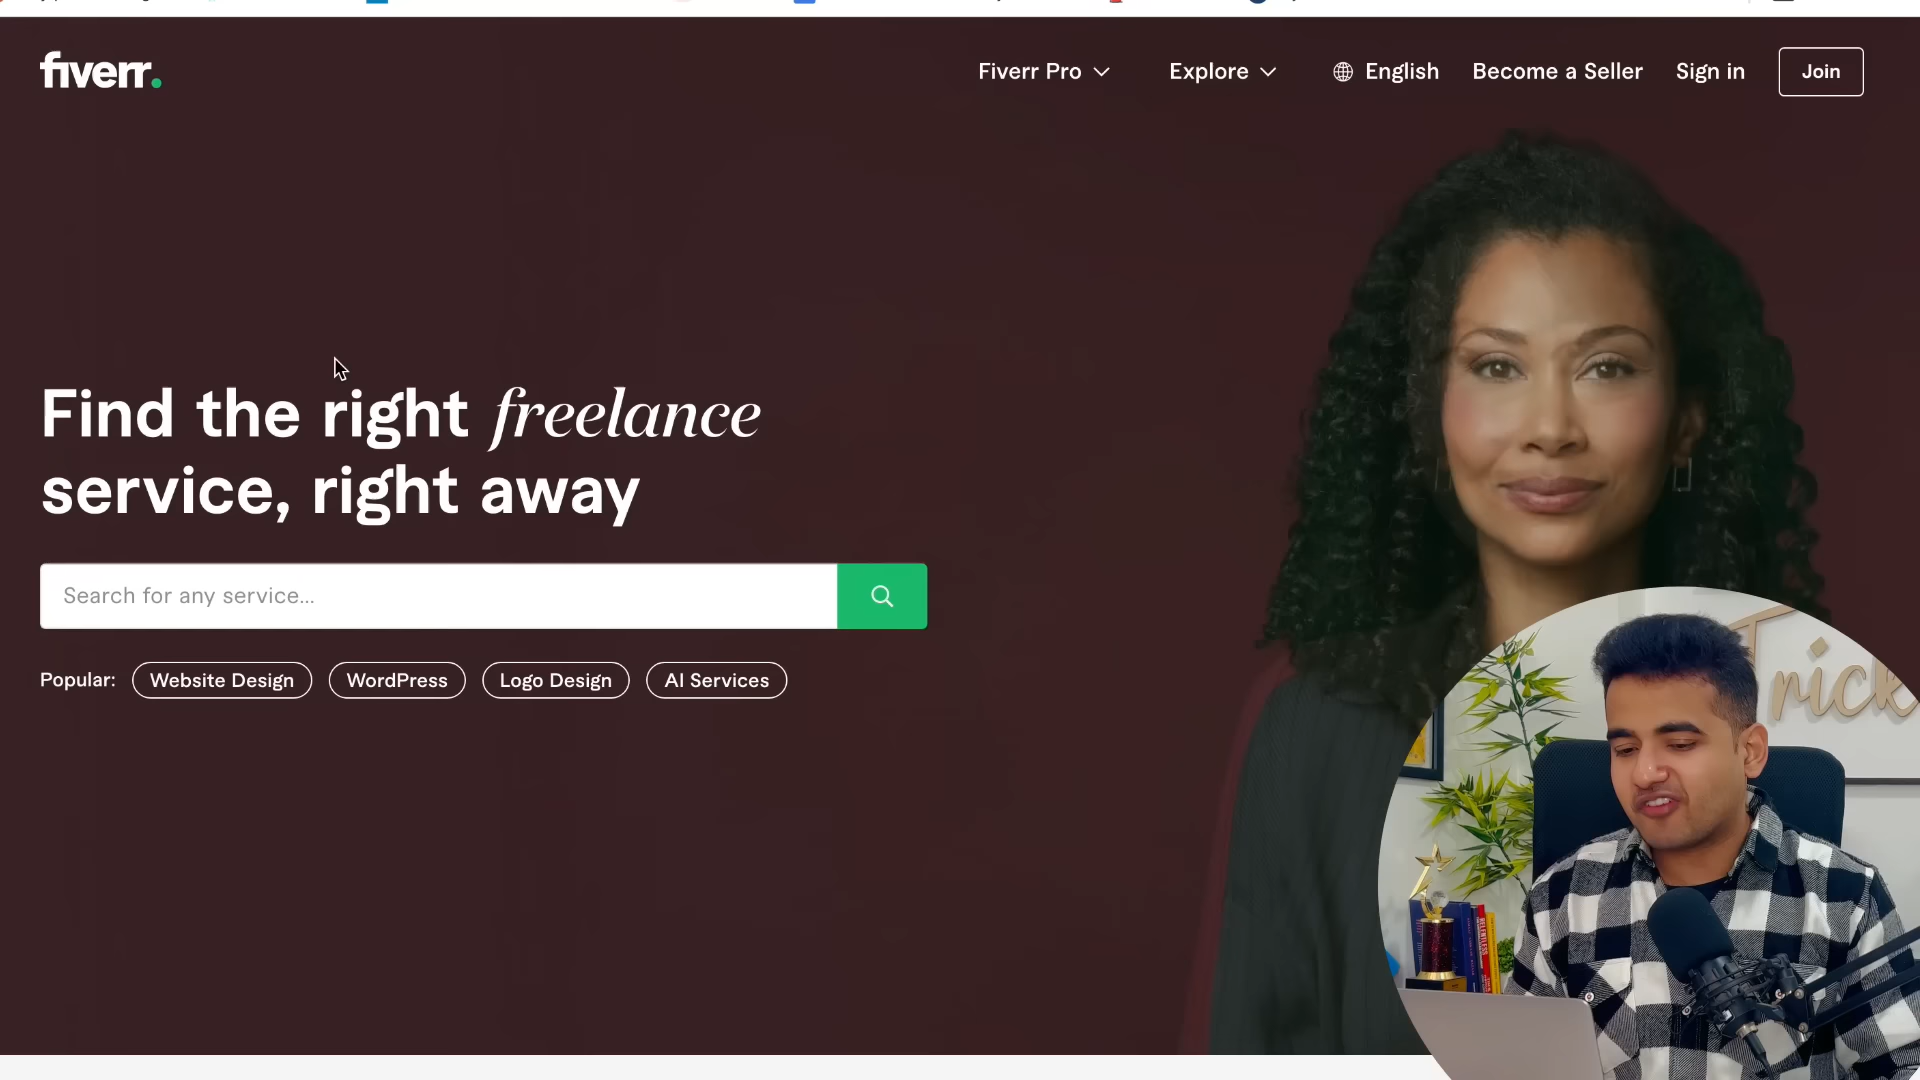 fiverr.
Fiverr Pro
Explore
English
Become a Seller
Sign in
Join
Find the right freelance
service, right away
Search for any service...
Popular:
Website Design
WordPress
Logo Design
AI Services
Trick